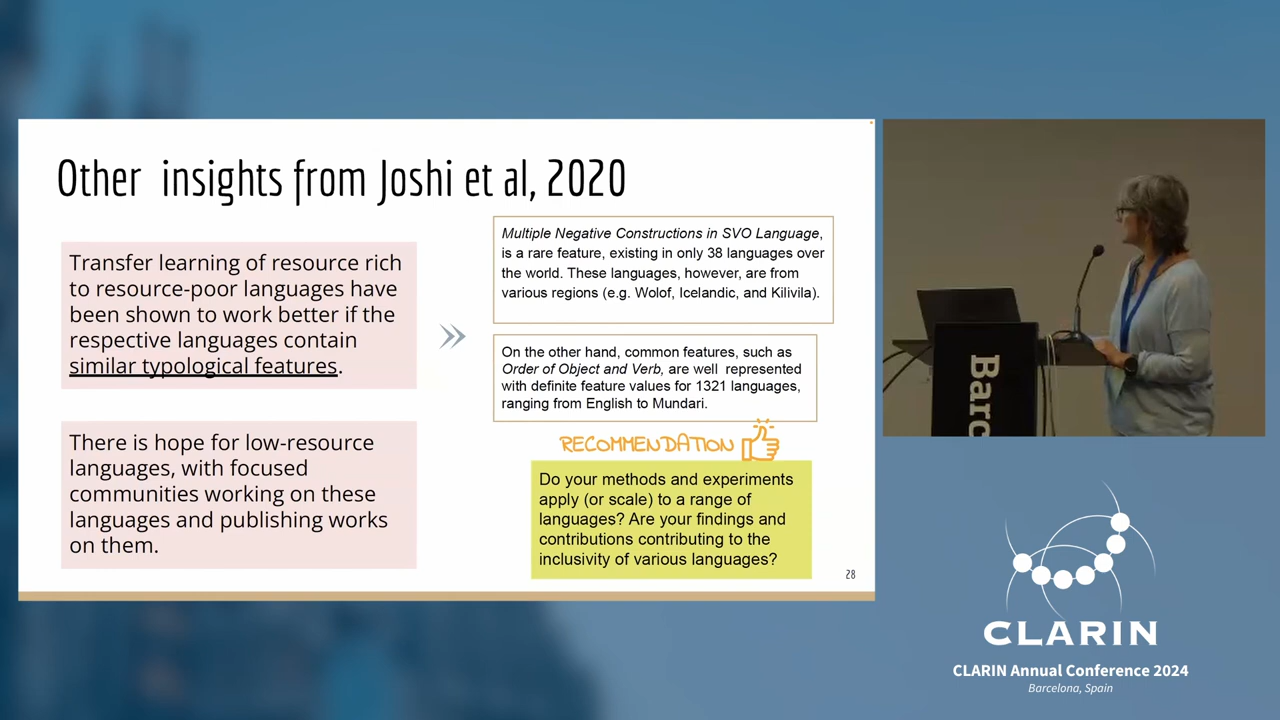 Other insights from Joshi et al, 2020
Transfer learning of resource rich
to resource-poor languages have
been shown to work better if the
respective languages contain
similar typological features.
There is hope for low-resource
languages, with focused
communities working on these
languages and publishing works
on them.
Multiple Negative Constructions in SVO Language,
is a rare feature, existing in only 38 languages over
the world. These languages, however, are from
various regions (e.g. Wolof, Icelandic, and Kilivila).
On the other hand, common features, such as
Order of Object and Verb, are well represented
with definite feature values for 1321 languages,
ranging from English to Mundari.
RECOMMENDATION
Do your methods and experiments
apply (or scale) to a range of
languages? Are your findings and
contributions contributing to the
inclusivity of various languages?
28
Barc
CLARIN
CLARIN Annual Conference 2024
Barcelona, Spain